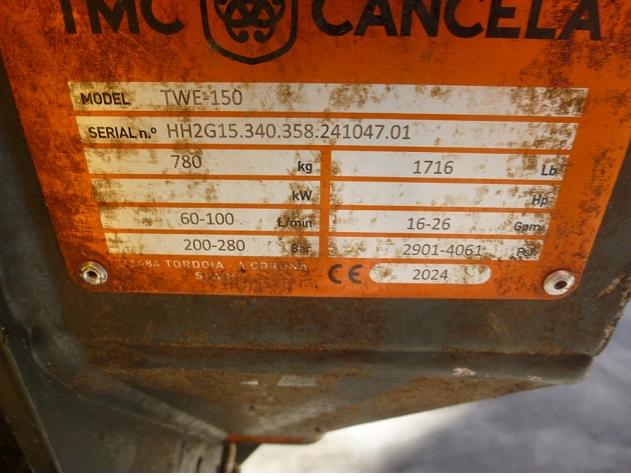 TMC CANCELA
MODEL TWE-150
SERIAL n.º HH2G15.340.358.241047.01
780 kg 1716 Lb
kW Hp
60-100 L/min 16-26 Gpm
200-280 Bar 2901-4061 Psi
TORDOIA A CORUÑA
CE 2024